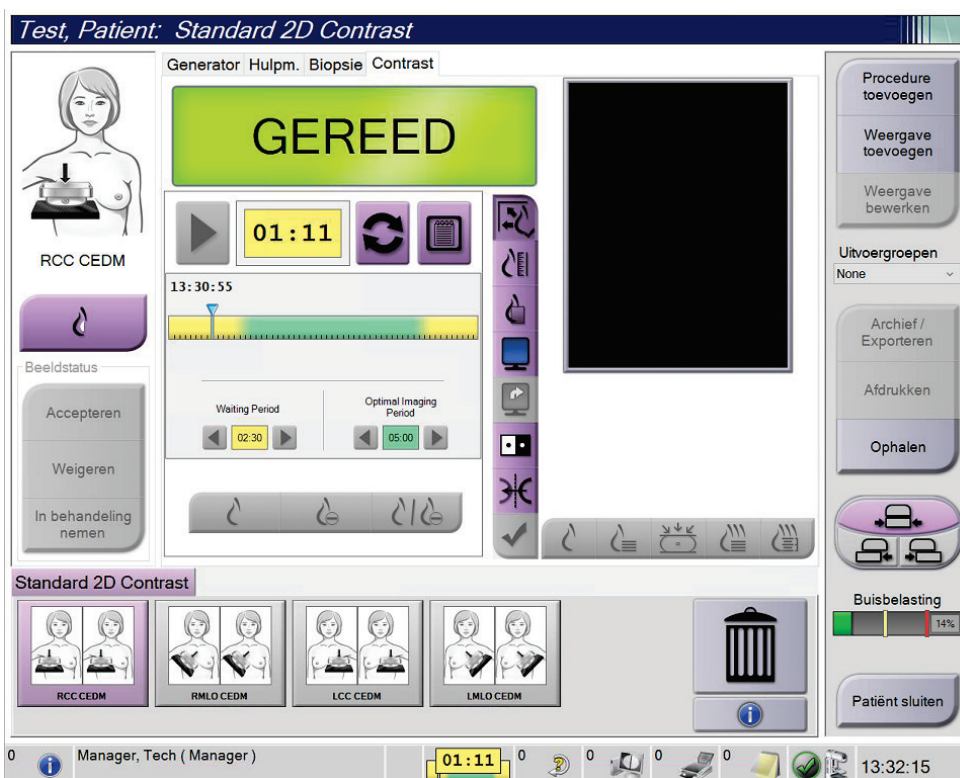 Test, Patient: Standard 2D Contrast
Generator Hulpm. Biopsie Contrast
GEREED
RCC CEDM
01:11
13:30:55
Waiting Period
Optimal Imaging
Period
02:30
05:00
Beeldstatus
Accepteren
Weigeren
In behandeling
nemen
Procedure
toevoegen
Weergave
toevoegen
Weergave
bewerken
Uitvoergroepen
None
Archief /
Exporteren
Afdrukken
Ophalen
Buisbelasting
14%
Patiënt sluiten
Standard 2D Contrast
RCC CEDM
RMLO CEDM
LCC CEDM
LMLO CEDM
0
Manager, Tech ( Manager )
01:11
0
0
0
0
13:32:15